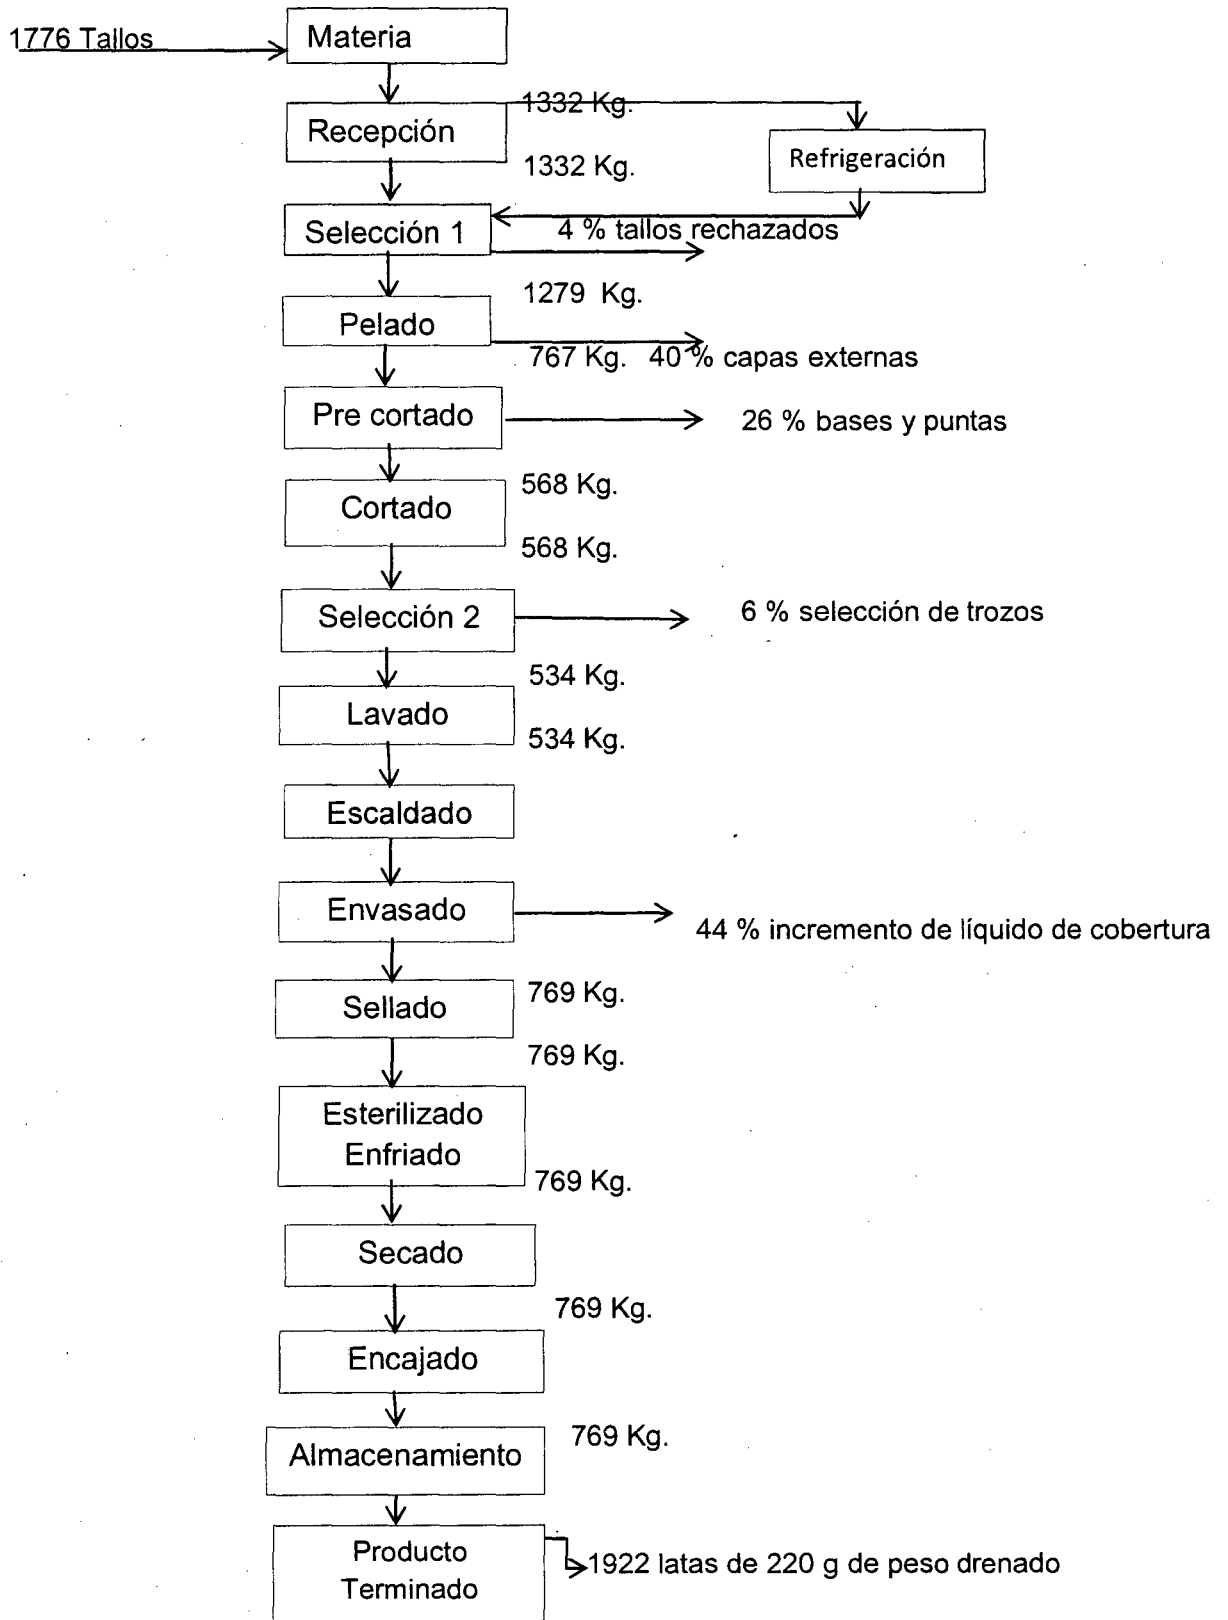 1776 Tallos
Materia
1332 Kg.
Recepción
Refrigeración
1332 Kg.
Selección 1
4 % tallos rechazados
1279 Kg.
Pelado
767 Kg. 40 % capas externas
Pre cortado
26 % bases y puntas
568 Kg.
Cortado
568 Kg.
Selección 2
6 % selección de trozos
534 Kg.
Lavado
534 Kg.
Escaldado
Envasado
44 % incremento de líquido de cobertura
769 Kg.
Sellado
769 Kg.
Esterilizado
Enfriado
769 Kg.
Secado
769 Kg.
Encajado
769 Kg.
Almacenamiento
Producto
Terminado
1922 latas de 220 g de peso drenado